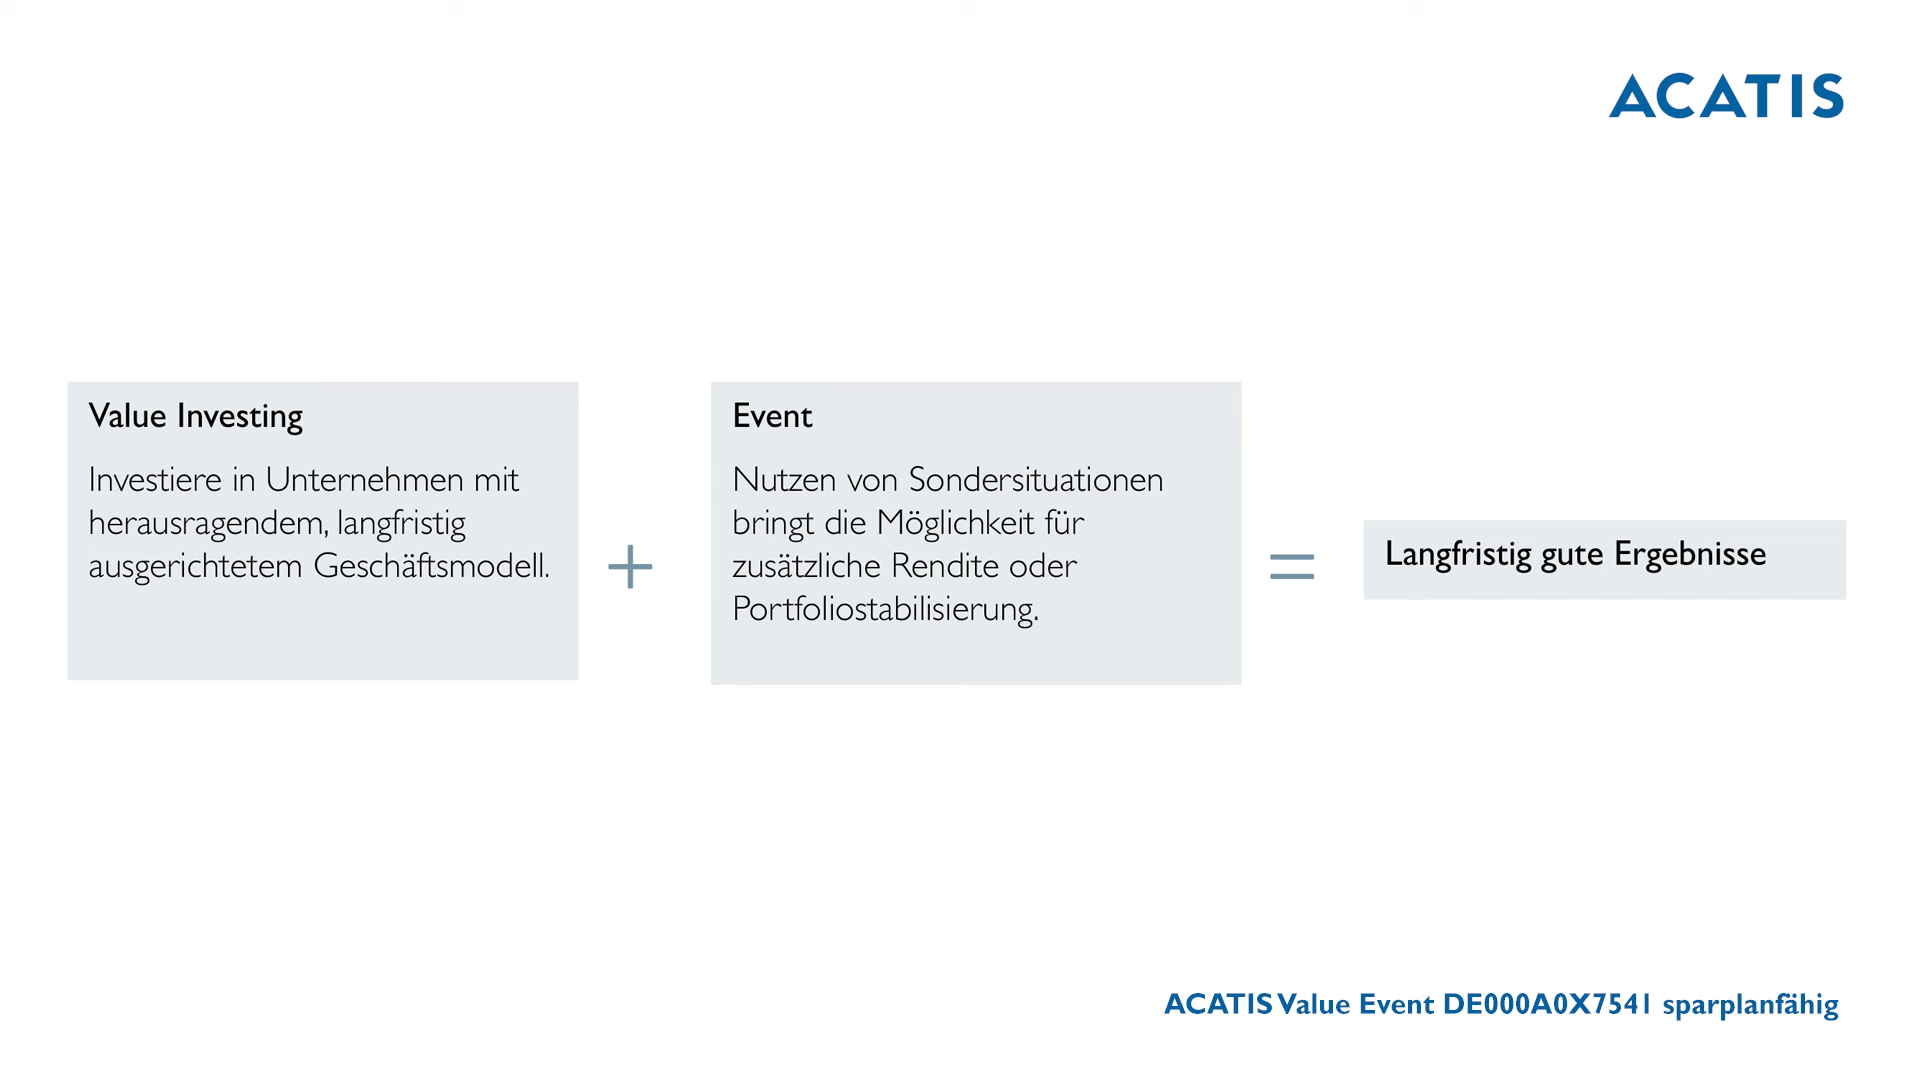 ACATIS
Value Investing
Investiere in Unternehmen mit
herausragendem, langfristig
ausgerichtetem Geschäftsmodell.
+
Event
Nutzen von Sondersituationen
bringt die Möglichkeit für
zusätzliche Rendite oder
Portfoliostabilisierung.
=
Langfristig gute Ergebnisse
ACATIS Value Event DE000A0X7541 sparplanfähig